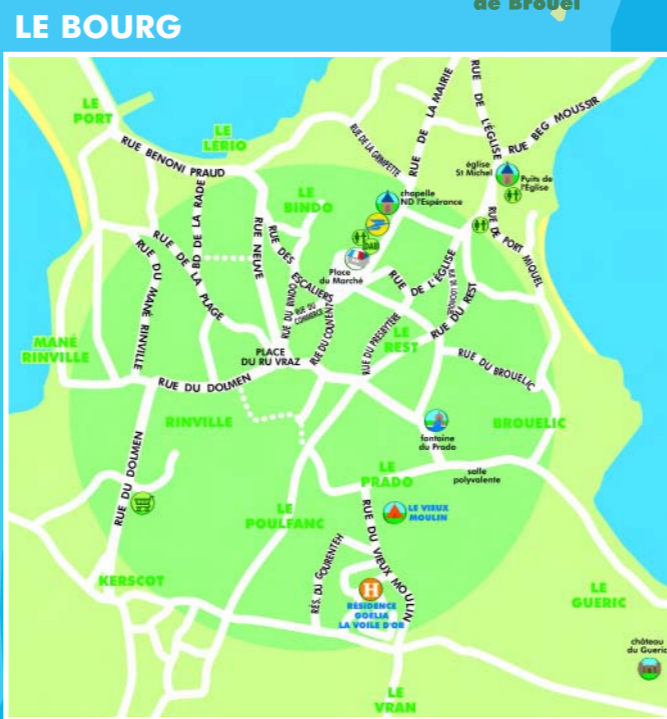 de Brouel
LE BOURG
LE
PORT
LE
LÉRIO
RUE BENONI PRAUD
RUE DE LA GRIMPETTE
RUE DE LA MAIRIE
RUE DE L'ÉGLISE
RUE BEG MOUSSIR
église
St Michel
Puits de
l'Eglise
LE
BINDO
chapelle
ND l'Espérance
BD DE LA RADE
RUE NEUVE
RUE DES ESCALIERS
DAB
RUE DE PORT MIQUEL
RUE DU MANÉ RINVILLE
RUE DE LA PLAGE
Place
du Marché
RUE DE L'ÉGLISE
RUE DU BINDO
RUE DU
COMMERCE
RUE DU COUVENT
RUE DU PRESBYTÈRE
LE
REST
RUE DU REST
MANÉ
RINVILLE
PLACE
DU RU VRAZ
RUE DU BROUELIC
RUE DU DOLMEN
RINVILLE
BROUELIC
fontaine
du Prado
RUE DU DOLMEN
LE
PRADO
salle
polyvalente
LE
POULFANC
LE VIEUX
MOULIN
RUE DU VIEUX MOULIN
RÉS. DU GOURENTEH
KERSCOT
H
RÉSIDENCE
GOELIA
LA VOILE D'OR
LE
GUERIC
château
du Gueric
LE
VRAN